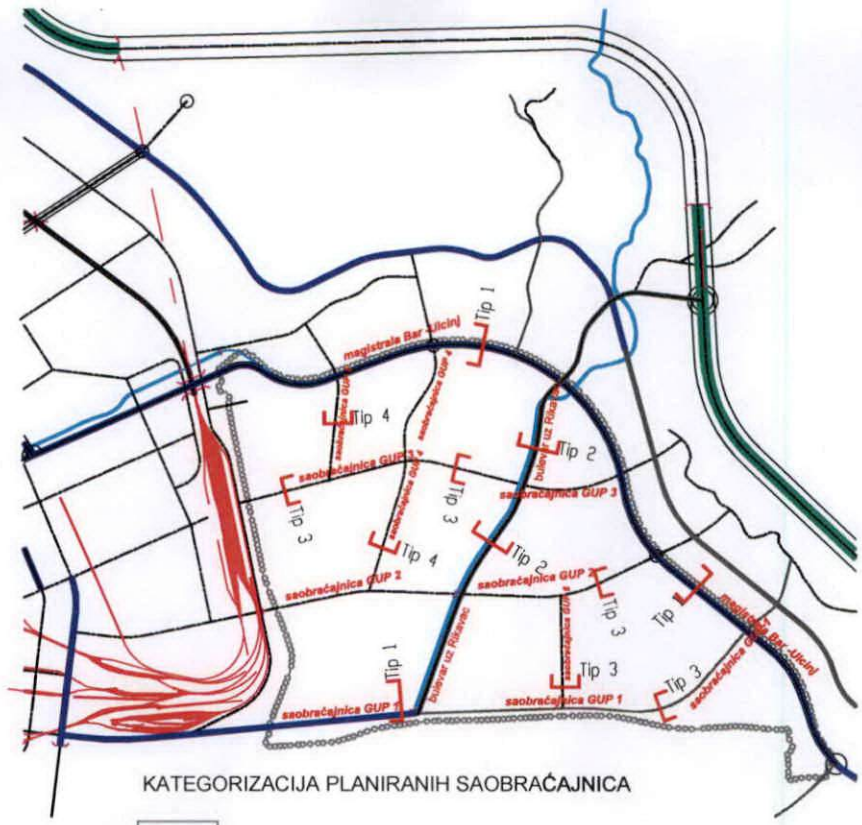 Tip 1
magistrala Bar -Ulcinj
saobraćajnica GUP 4
bulevar uz Rikavac
Tip 4
Tip 2
saobraćajnica GUP 3
saobraćajnica GUP 3
Tip 3
Tip 3
Tip 4
Tip 2
saobraćajnica GUP 2
saobraćajnica GUP 2
Tip 3
magistrala Bar -Ulcinj
Tip 1
bulevar uz Rikavac
Tip 3
Tip 3
saobraćajnica GUP 1
saobraćajnica GUP 1
KATEGORIZACIJA PLANIRANIH SAOBRAĆAJNICA